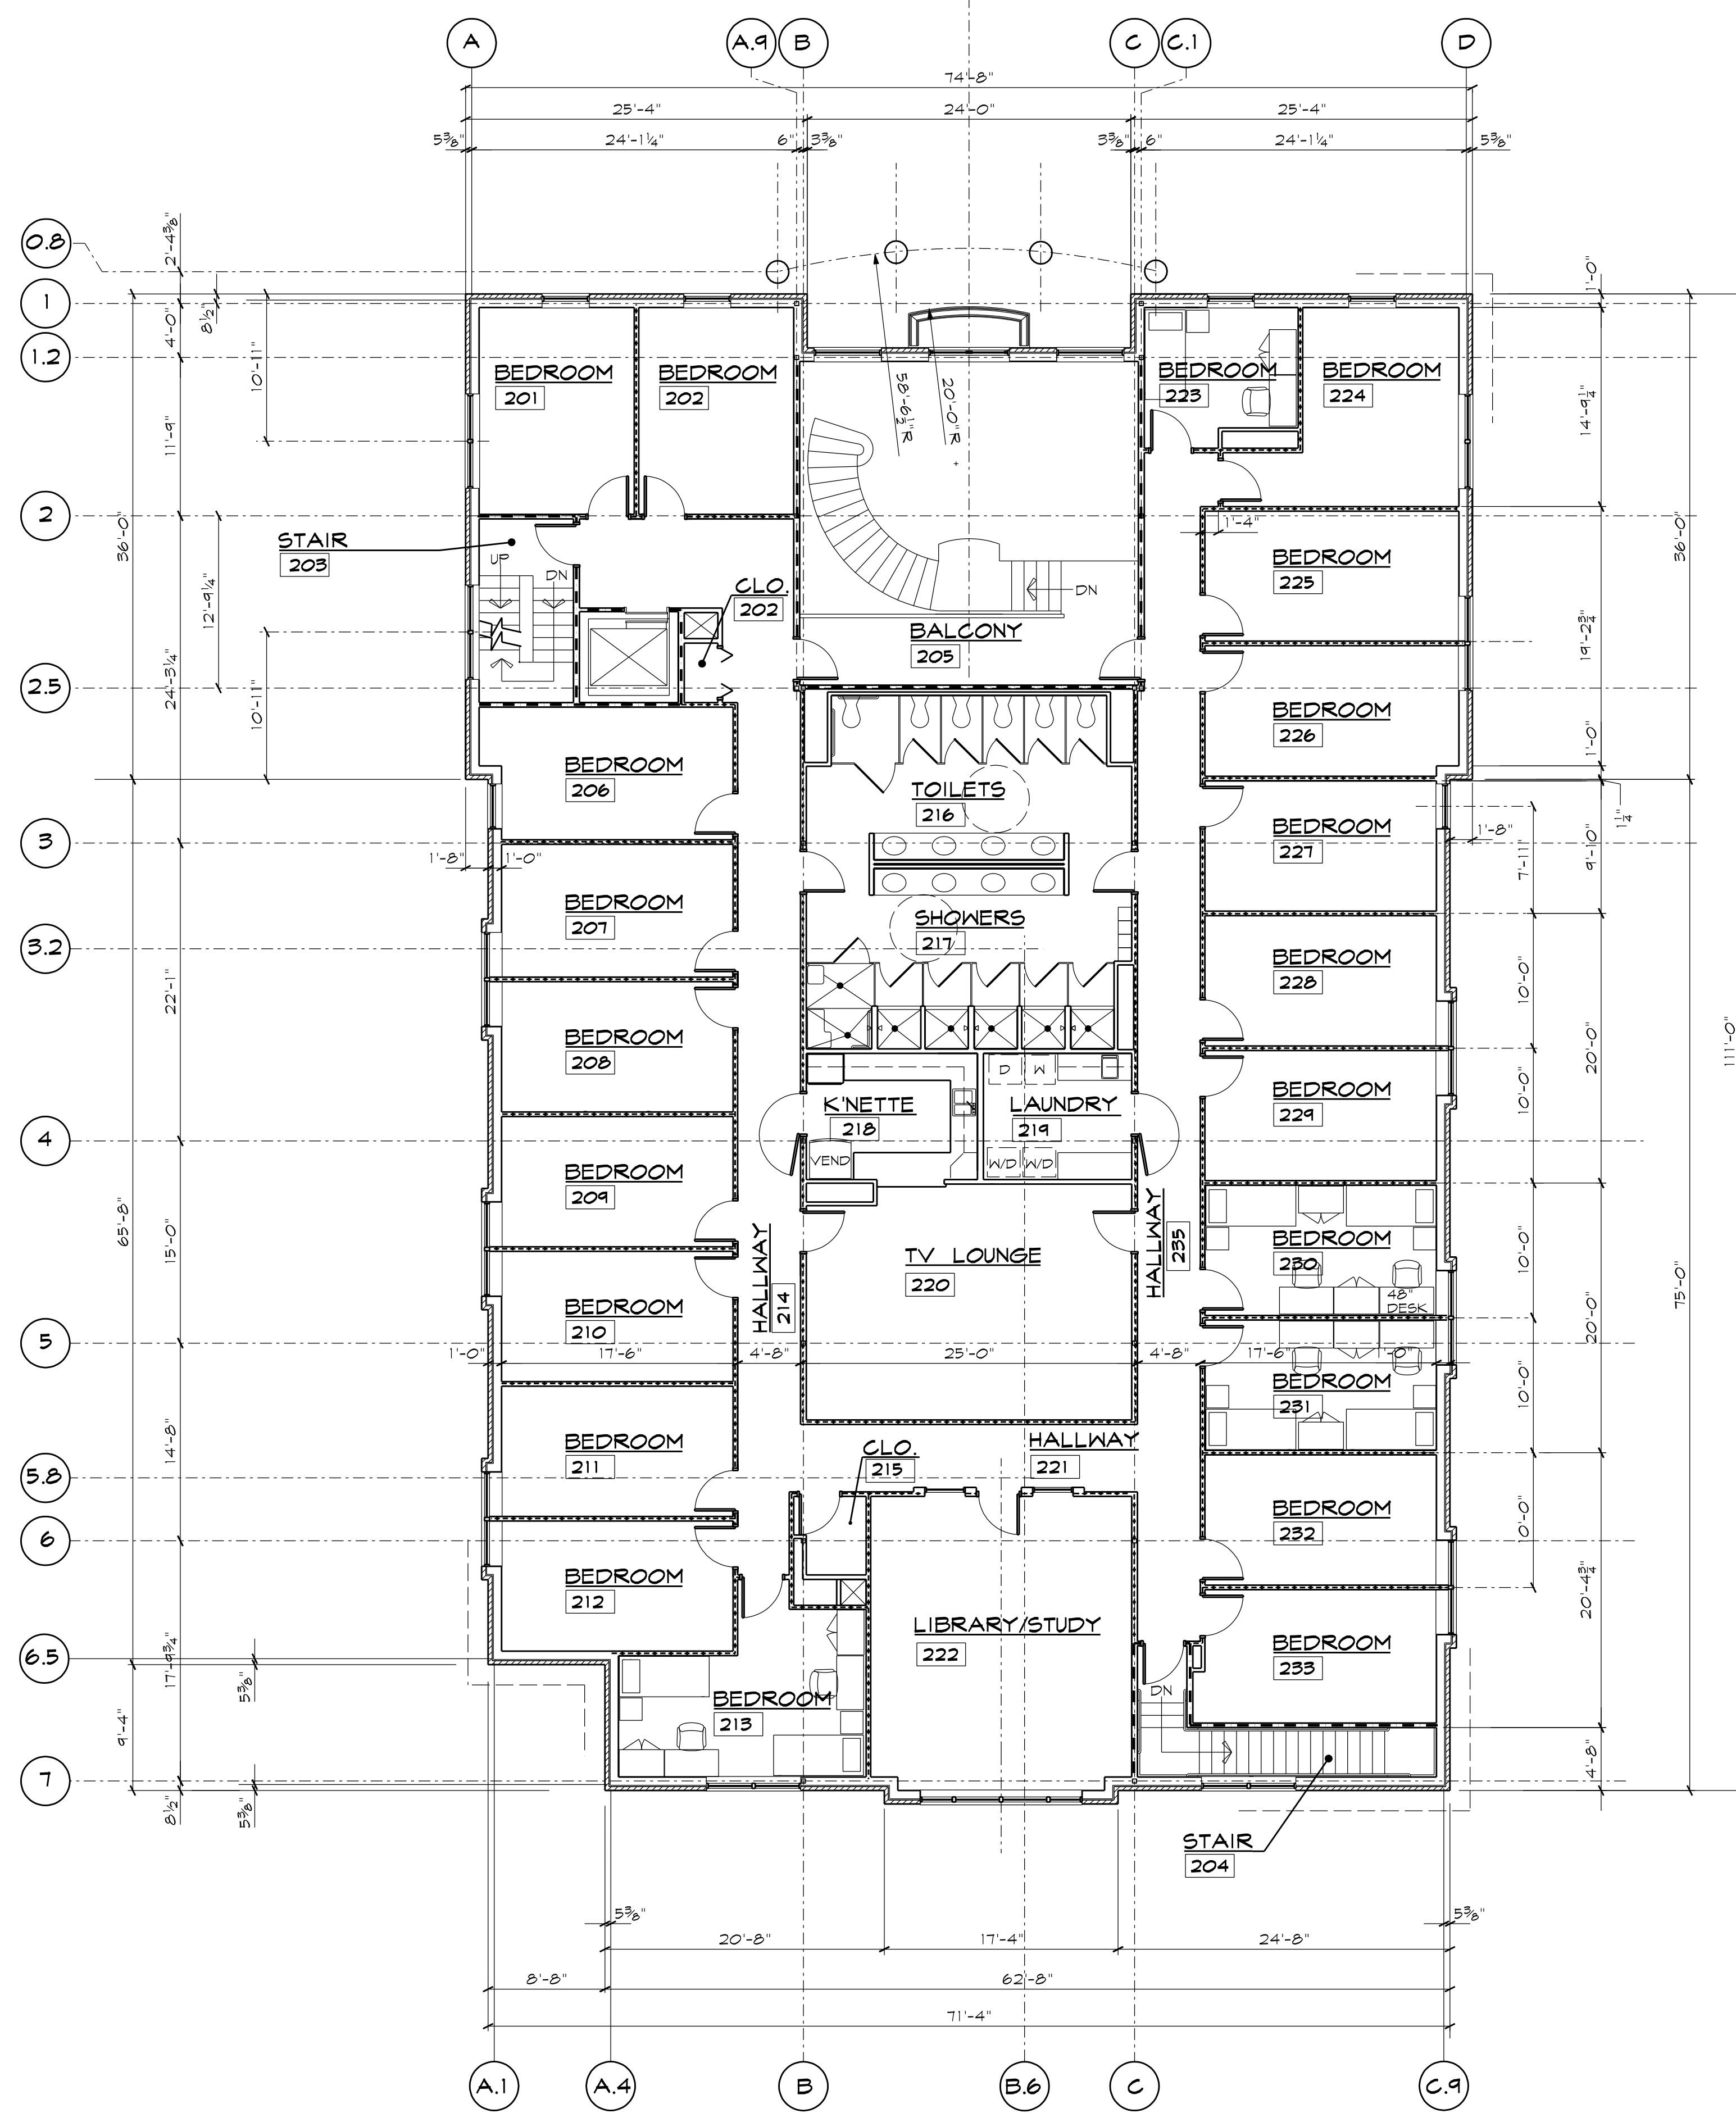 A A.9 B C C.1 D
74'-8"
25'-4" 24'-0" 25'-4"
5⅜" 24'-1¼" 6" 3⅜" 3⅜" 6" 24'-1¼" 5⅜"
0.8
2'-4⅜"
1
1'-0"
8½"
4'-0"
1.2
10'-11"
58'-6½"R
20'-0"R
BEDROOM
201
BEDROOM
202
BEDROOM
223
BEDROOM
224
14'-9¼"
11'-9"
2
36'-0"
STAIR
203
UP
DN
1'-4"
BEDROOM
225
36'-0"
12'-9¼"
CLO.
202
DN
BALCONY
205
19'-2¾"
2.5
24'-3¼"
10'-11"
BEDROOM
226
1'-0"
BEDROOM
206
TOILETS
216
BEDROOM
227
1¼"
1'-8"
3
1'-8" 1'-0"
7'-11"
9'-10"
BEDROOM
207
SHOWERS
217
3.2
BEDROOM
228
10'-0"
22'-1"
BEDROOM
208
20'-0"
111'-0"
D W
K'NETTE
218
LAUNDRY
219
BEDROOM
229
10'-0"
4
VEND
W/D W/D
BEDROOM
209
HALLWAY
214
HALLWAY
235
65'-8"
15'-0"
TV LOUNGE
220
BEDROOM
230
48"
DESK
10'-0"
20'-0"
75'-0"
BEDROOM
210
5
1'-0" 17'-6" 4'-8" 25'-0" 4'-8" 17'-6" 1'-0"
BEDROOM
231
10'-0"
14'-8"
BEDROOM
211
CLO.
215
HALLWAY
221
5.8
BEDROOM
232
10'-0"
6
BEDROOM
212
20'-4¾"
LIBRARY/STUDY
222
BEDROOM
233
6.5
17'-9¾"
5⅜"
BEDROOM
213
DN
9'-4"
4'-8"
7
8½"
5⅜"
STAIR
204
5⅜" 5⅜"
20'-8" 17'-4" 24'-8"
8'-8" 62'-8"
71'-4"
A.1 A.4 B B.6 C C.9